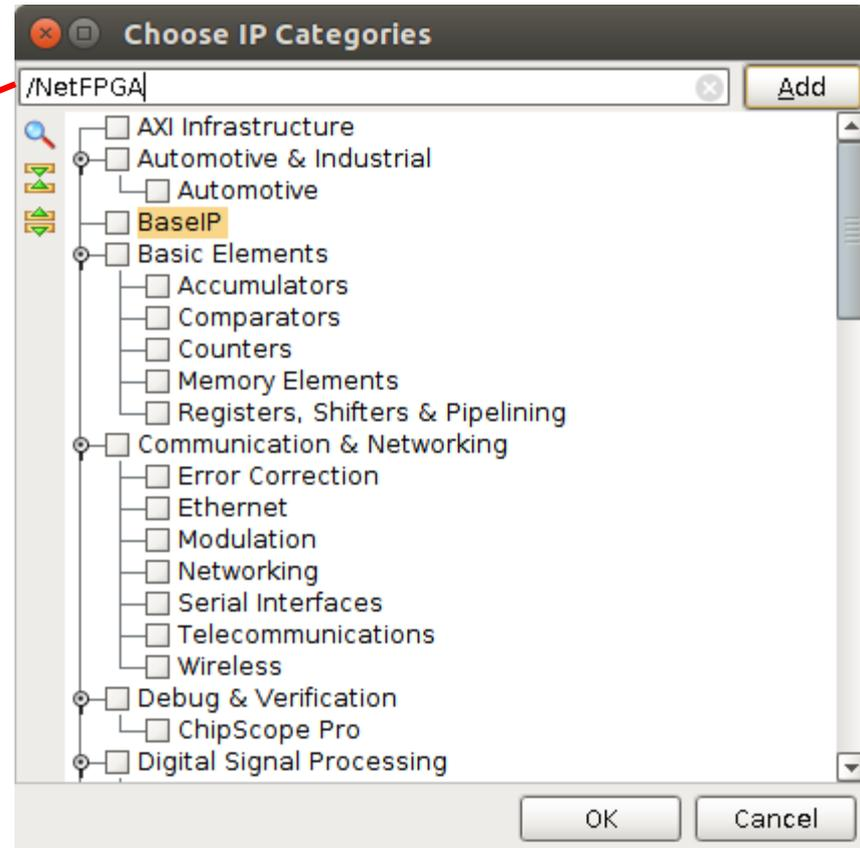 Choose IP Categories
/NetFPGA Add
AXI Infrastructure
Automotive & Industrial
Automotive
BaseIP
Basic Elements
Accumulators
Comparators
Counters
Memory Elements
Registers, Shifters & Pipelining
Communication & Networking
Error Correction
Ethernet
Modulation
Networking
Serial Interfaces
Telecommunications
Wireless
Debug & Verification
ChipScope Pro
Digital Signal Processing
OK Cancel